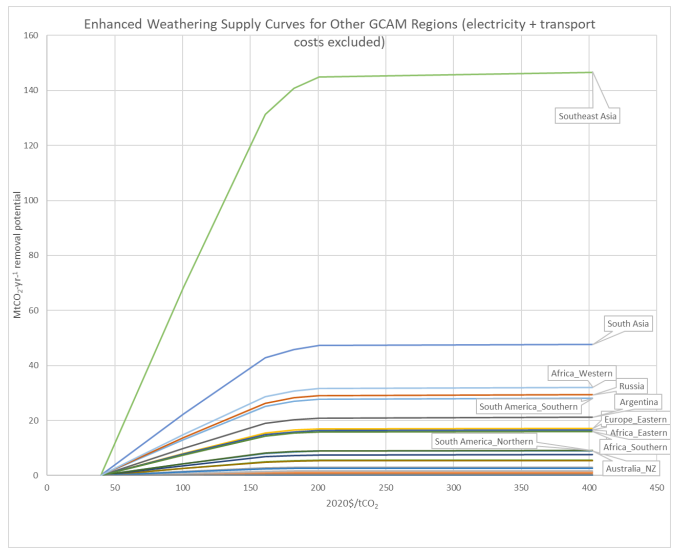 Enhanced Weathering Supply Curves for Other GCAM Regions (electricity + transport
costs excluded)
160
140
120
100
80
60
40
20
0
MtCO₂-yr⁻¹ removal potential
Southeast Asia
South Asia
Africa_Western
Russia
Argentina
South America_Southern
Europe_Eastern
Africa_Eastern
South America_Northern
Africa_Southern
Australia_NZ
0
50
100
150
200
250
300
350
400
450
2020$/tCO₂